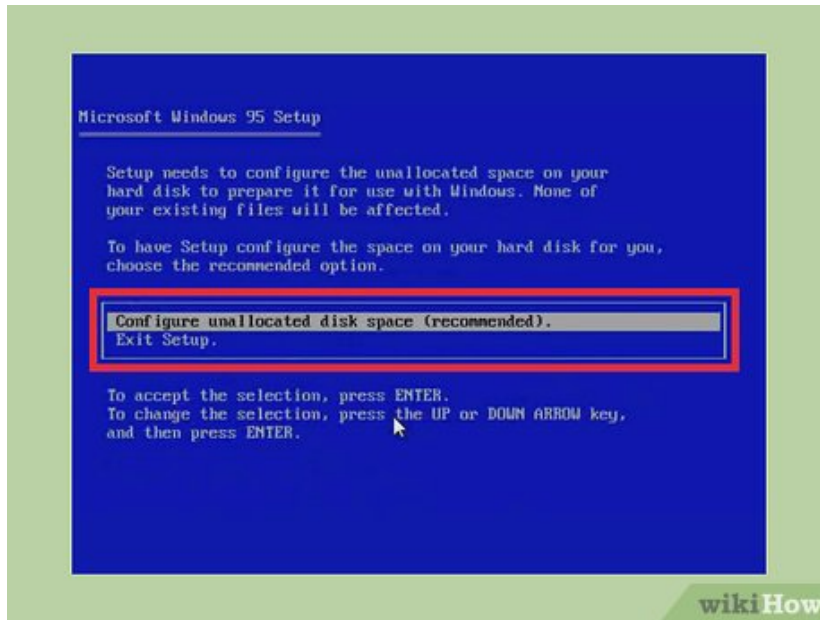 Microsoft Windows 95 Setup
Setup needs to configure the unallocated space on your
hard disk to prepare it for use with Windows. None of
your existing files will be affected.
To have Setup configure the space on your hard disk for you,
choose the recommended option.
Configure unallocated disk space (recommended).
Exit Setup.
To accept the selection, press ENTER.
To change the selection, press the UP or DOWN ARROW key,
and then press ENTER.
wikiHow